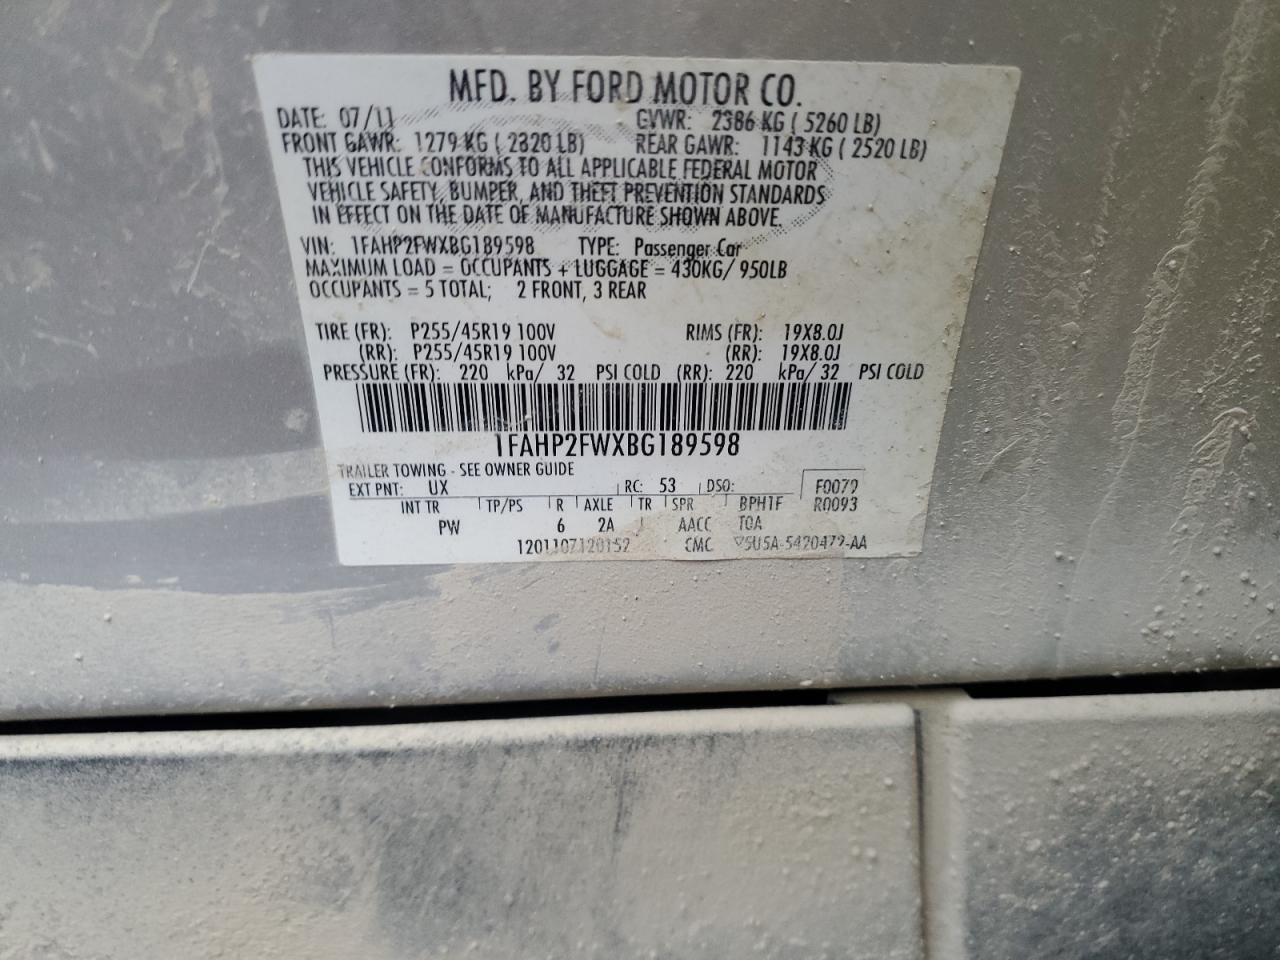 MFD. BY FORD MOTOR CO.
DATE: 07/11 GVWR: 2386 KG ( 5260 LB)
FRONT GAWR: 1279 KG ( 2820 LB) REAR GAWR: 1143 KG ( 2520 LB)
THIS VEHICLE CONFORMS TO ALL APPLICABLE FEDERAL MOTOR
VEHICLE SAFETY, BUMPER, AND THEFT PREVENTION STANDARDS
IN EFFECT ON THE DATE OF MANUFACTURE SHOWN ABOVE.
VIN: 1FAHP2FWXBG189598 TYPE: Passenger Car
MAXIMUM LOAD = OCCUPANTS + LUGGAGE = 430KG/ 950LB
OCCUPANTS = 5 TOTAL; 2 FRONT, 3 REAR
TIRE (FR): P255/45R19 100V RIMS (FR): 19X8.0J
(RR): P255/45R19 100V (RR): 19X8.0J
PRESSURE (FR): 220 kPa/ 32 PSI COLD (RR): 220 kPa/ 32 PSI COLD
1FAHP2FWXBG189598
TRAILER TOWING - SEE OWNER GUIDE
EXT PNT: UX RC: 53 DSO: F0079
INT TR TP/PS R AXLE TR SPR BPHTF R0093
PW 6 2A J AACC TOA
1201107120152 CMC 5U5A-5420472-AA